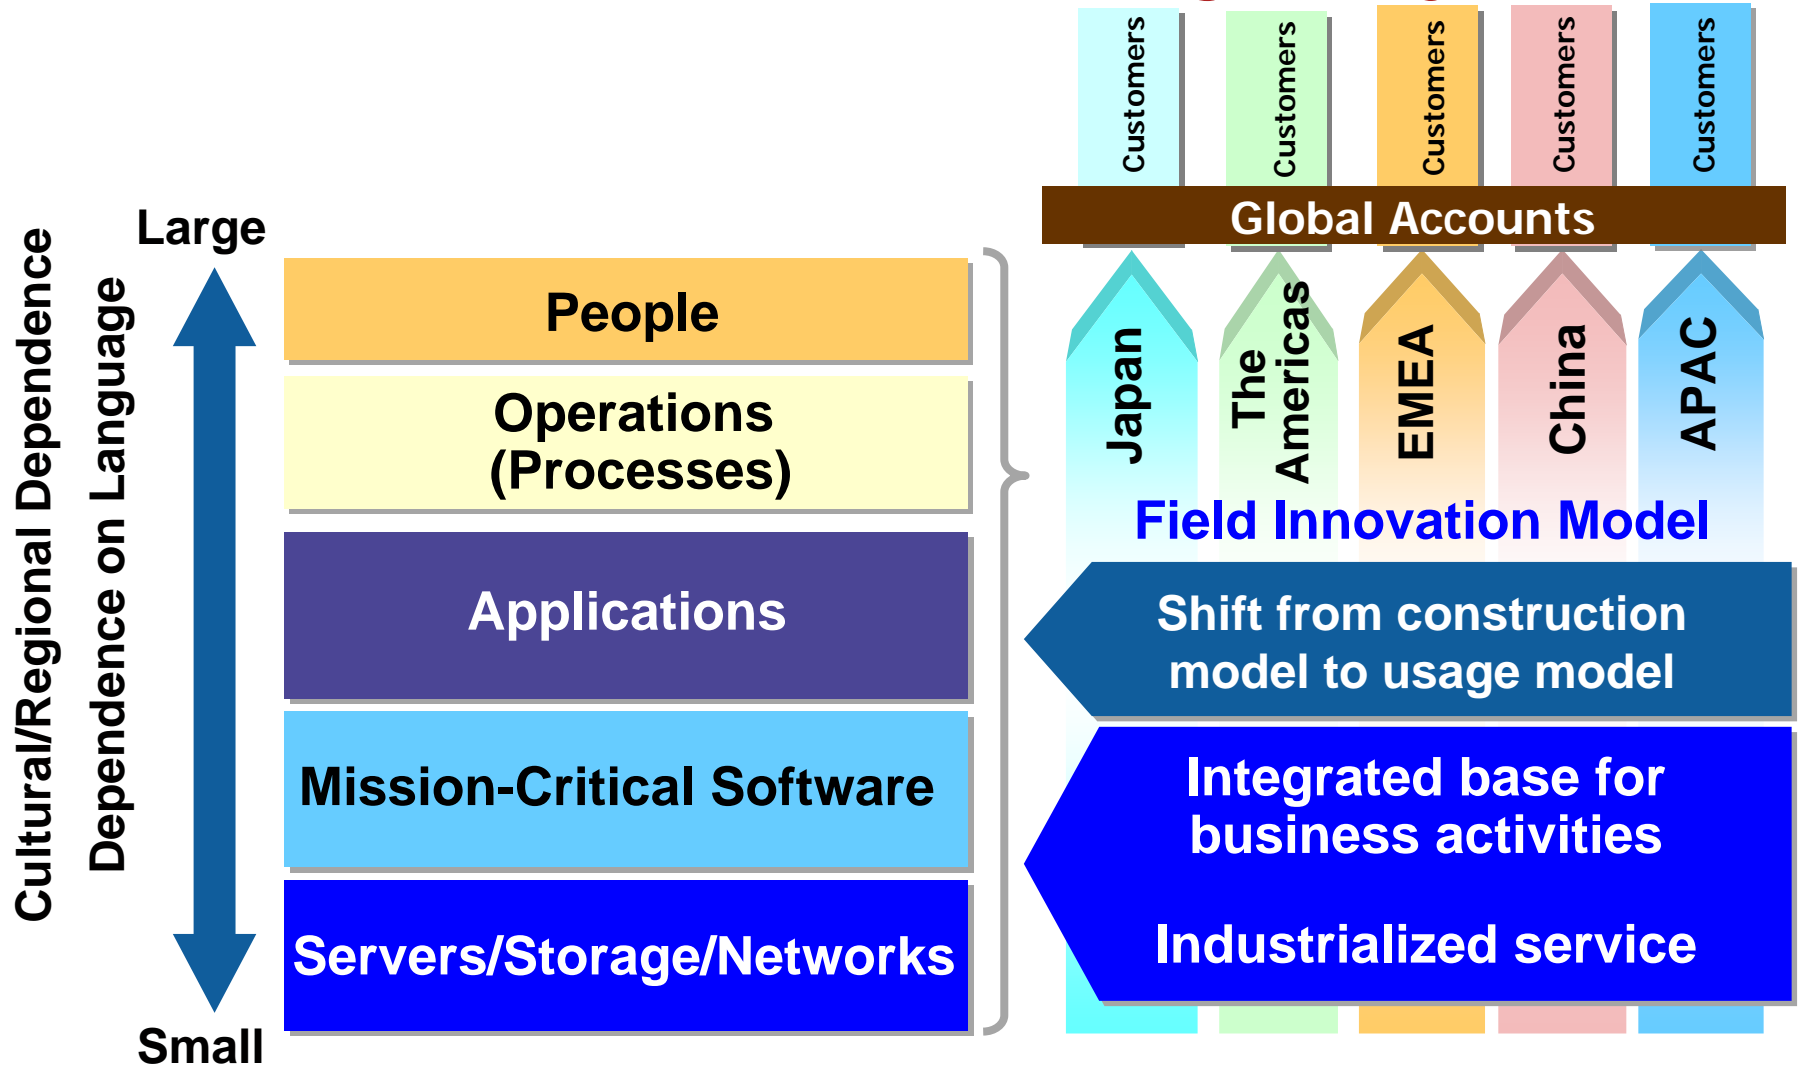 Customers
Customers
Customers
Customers
Customers
Global Accounts
Large
Cultural/Regional Dependence
Dependence on Language
People
Operations
(Processes)
Applications
Mission-Critical Software
Servers/Storage/Networks
Small
Japan
The
Americas
EMEA
China
APAC
Field Innovation Model
Shift from construction
model to usage model
Integrated base for
business activities
Industrialized service